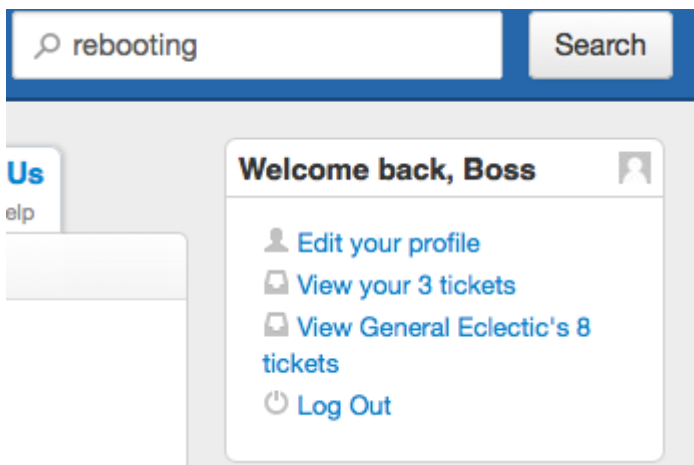 rebooting
Search
Us
elp
Welcome back, Boss
Edit your profile
View your 3 tickets
View General Eclectic's 8
tickets
Log Out